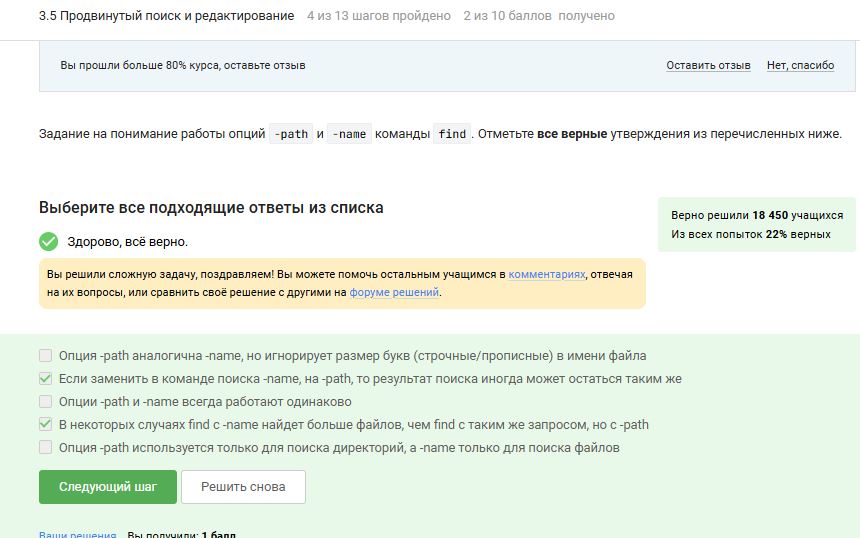 3.5 Продвинутый поиск и редактирование 4 из 13 шагов пройдено 2 из 10 баллов получено
Вы прошли больше 80% курса, оставьте отзыв Оставить отзыв Нет, спасибо
Задание на понимание работы опций -path и -name команды find. Отметьте все верные утверждения из перечисленных ниже.
Выберите все подходящие ответы из списка
Верно решили 18 450 учащихся
Из всех попыток 22% верных
Здорово, всё верно.
Вы решили сложную задачу, поздравляем! Вы можете помочь остальным учащимся в комментариях, отвечая
на их вопросы, или сравнить своё решение с другими на форуме решений.
Опция -path аналогична -name, но игнорирует размер букв (строчные/прописные) в имени файла
Если заменить в команде поиска -name, на -path, то результат поиска иногда может остаться таким же
Опции -path и -name всегда работают одинаково
В некоторых случаях find с -name найдет больше файлов, чем find с таким же запросом, но с -path
Опция -path используется только для поиска директорий, а -name только для поиска файлов
Следующий шаг Решить снова
Ваши решения Вы получили: 1 балл